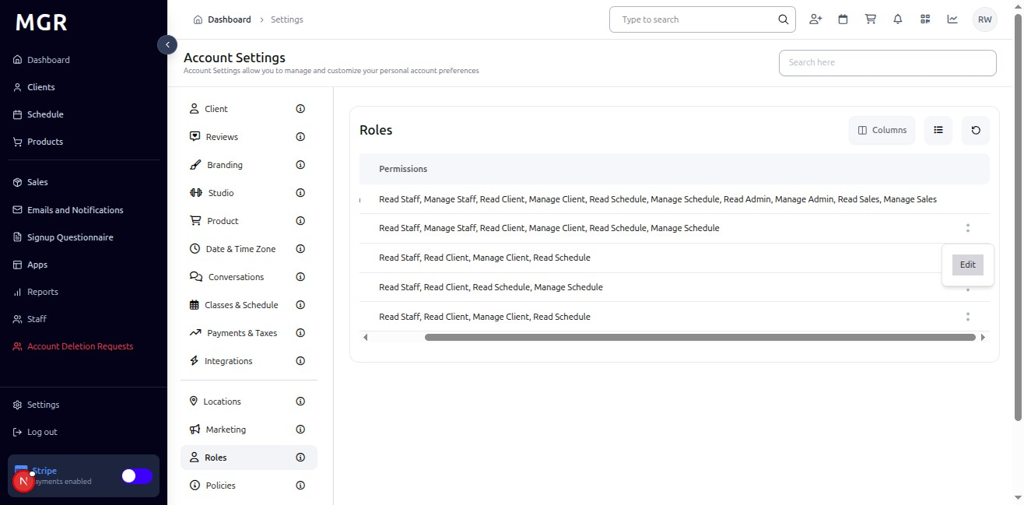 MGR
Dashboard
Clients
Schedule
Products
Sales
Emails and Notifications
Signup Questionnaire
Apps
Reports
Staff
Account Deletion Requests
Settings
Log out
Stripe
ayments enabled
N
Dashboard > Settings
Type to search
RW
Account Settings
Account Settings allow you to manage and customize your personal account preferences
Search here
Client
Reviews
Branding
Studio
Product
Date & Time Zone
Conversations
Classes & Schedule
Payments & Taxes
Integrations
Locations
Marketing
Roles
Policies
Roles
Columns
Permissions
Read Staff, Manage Staff, Read Client, Manage Client, Read Schedule, Manage Schedule, Read Admin, Manage Admin, Read Sales, Manage Sales
Read Staff, Manage Staff, Read Client, Manage Client, Read Schedule, Manage Schedule
Read Staff, Read Client, Manage Client, Read Schedule
Edit
Read Staff, Read Client, Read Schedule, Manage Schedule
Read Staff, Read Client, Manage Client, Read Schedule